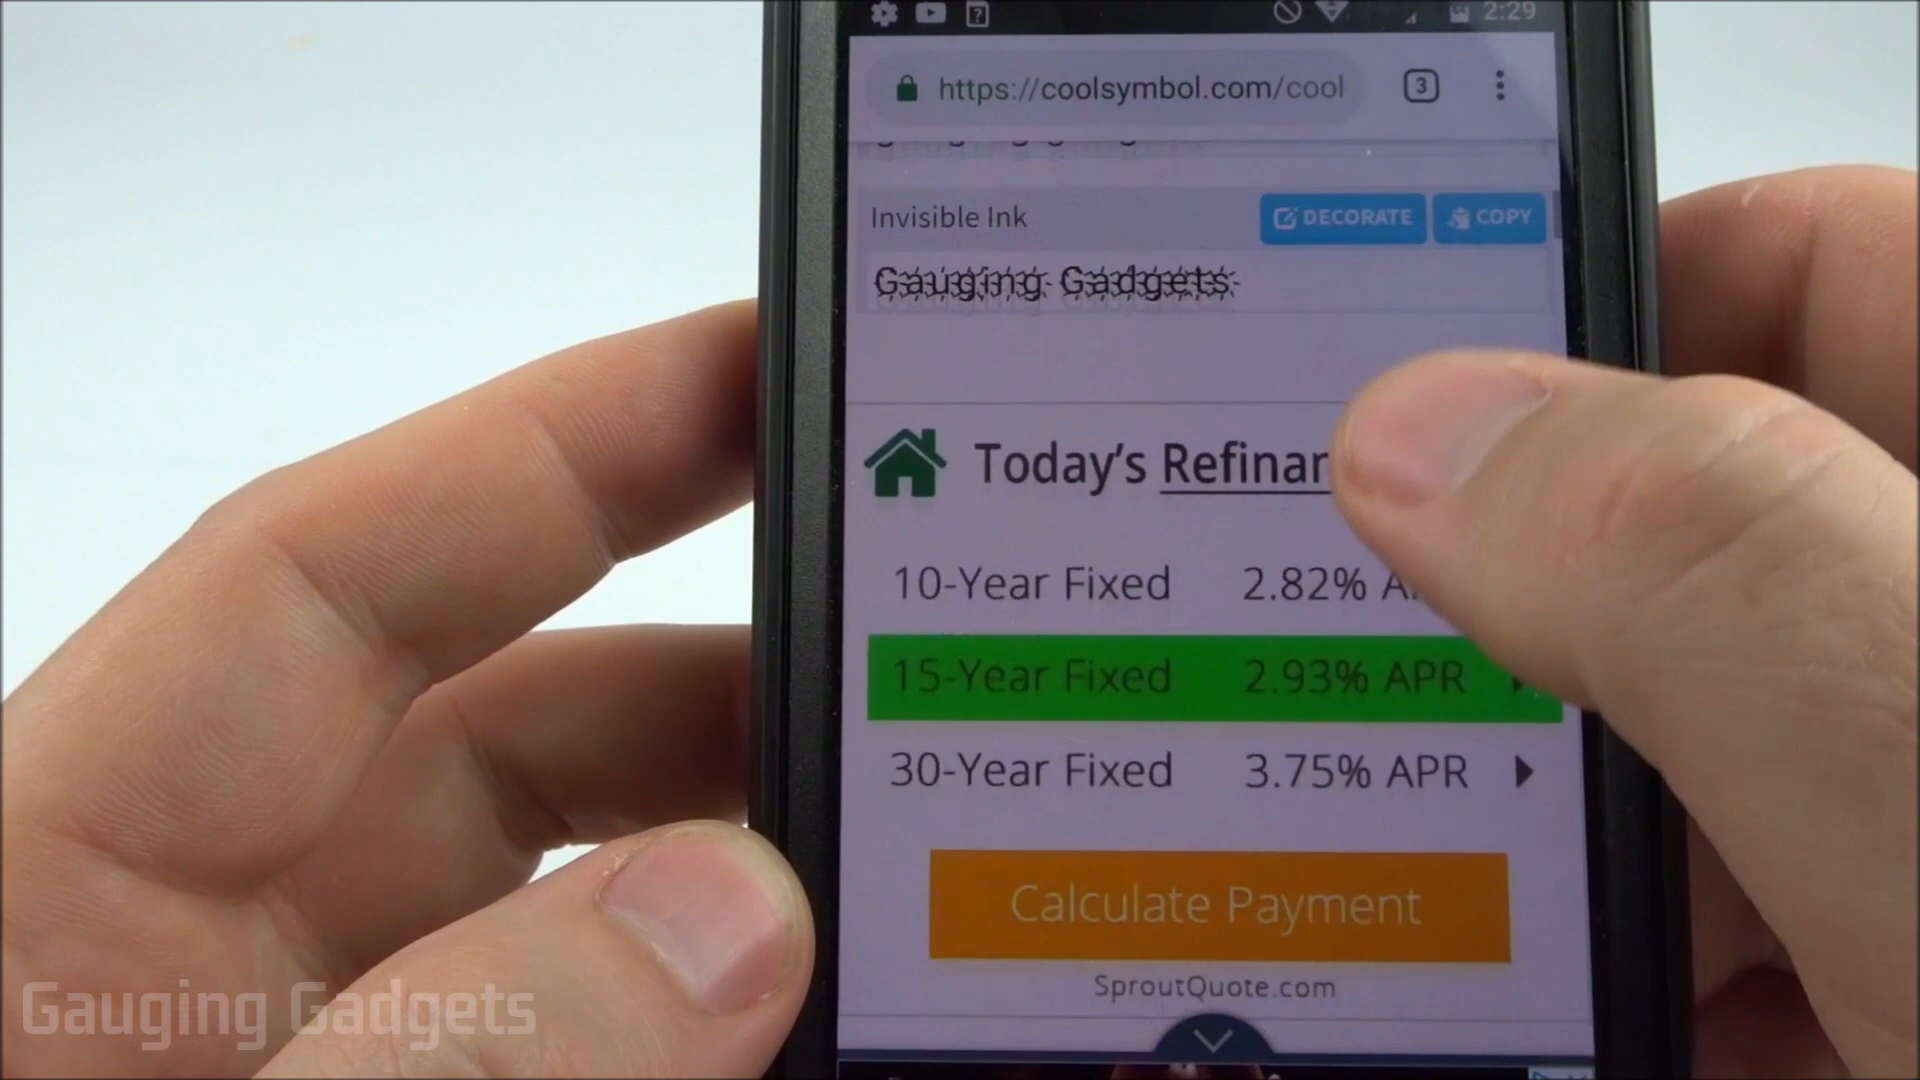 2:29
https://coolsymbol.com/cool
3
Invisible Ink
DECORATE
COPY
Gauging Gadgets
Today's
10-Year Fixed 2.82%
15-Year Fixed 2.93% APR
30-Year Fixed 3.75% APR
Calculate Payment
SproutQuote.com
Gauging Gadgets